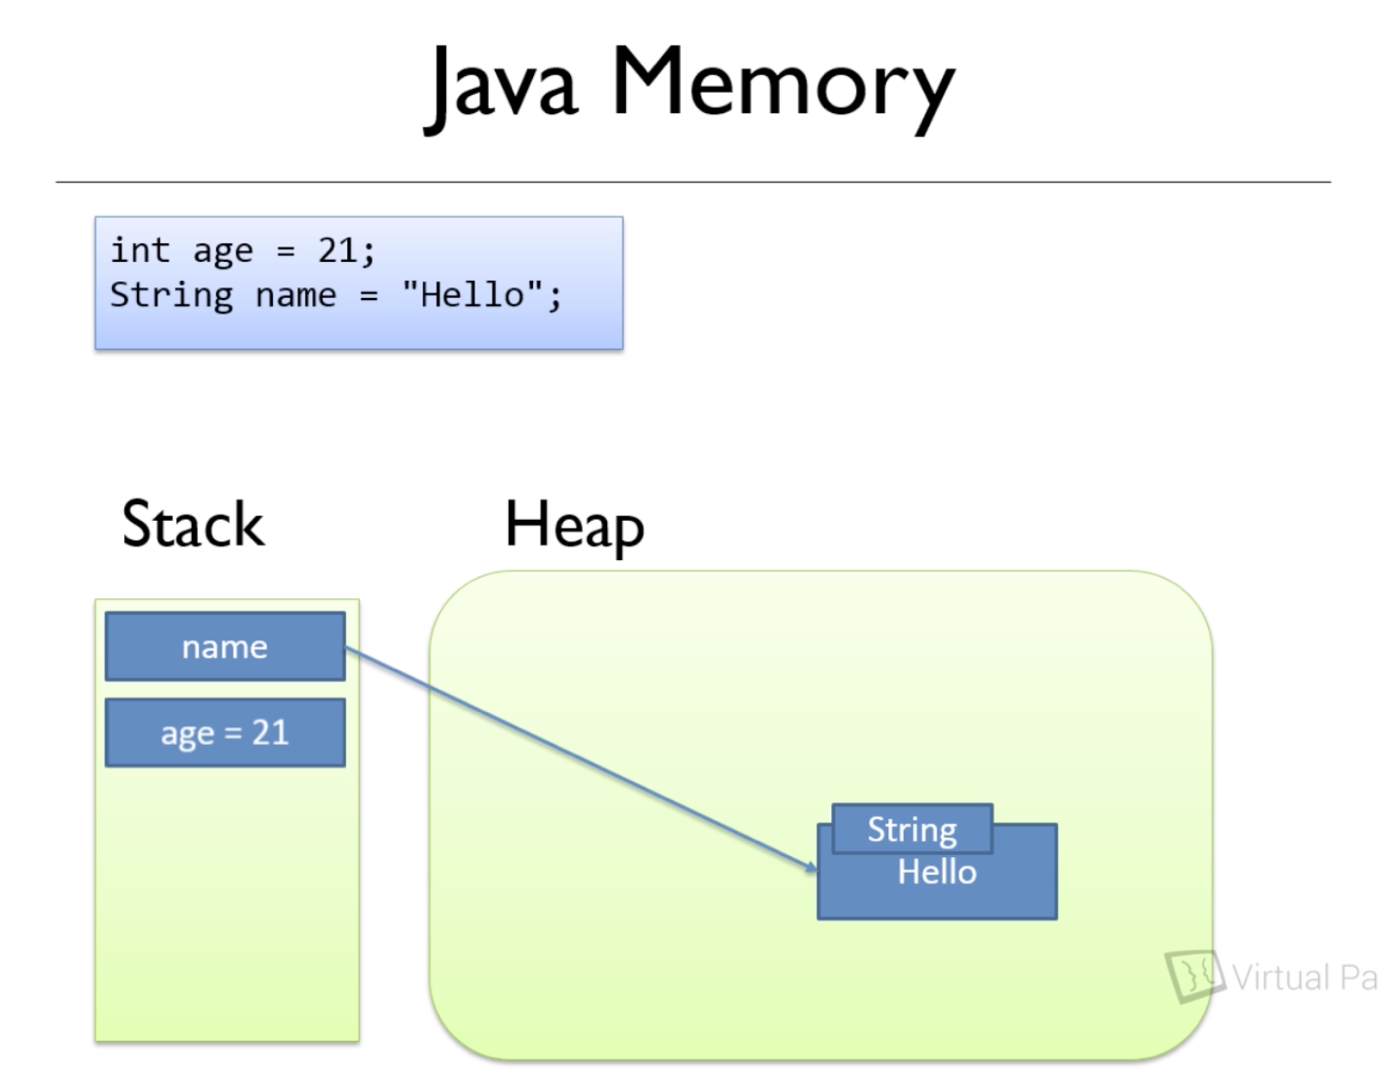 Java Memory
int age = 21;
String name = "Hello";
Stack
Heap
name
age = 21
String
Hello
Virtual Pa